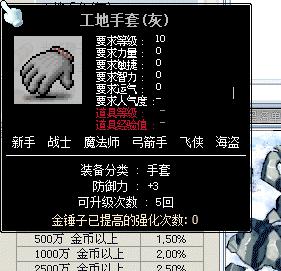 工地手套(灰)
要求等级: 10
要求力量: -
要求敏捷: -
要求智力: -
要求运气: -
要求人气度: -
道具等级: -
道具经验值: -
新手 战士 魔法师 弓箭手 飞侠 海盗
装备分类 : 手套
防御力 : +3
可升级次数 : 5回
金锤子已提高的强化次数: 0
500万 金币以上 1,50%
1000万 金币以上 2,00%
2500万 金币以上 2,50%